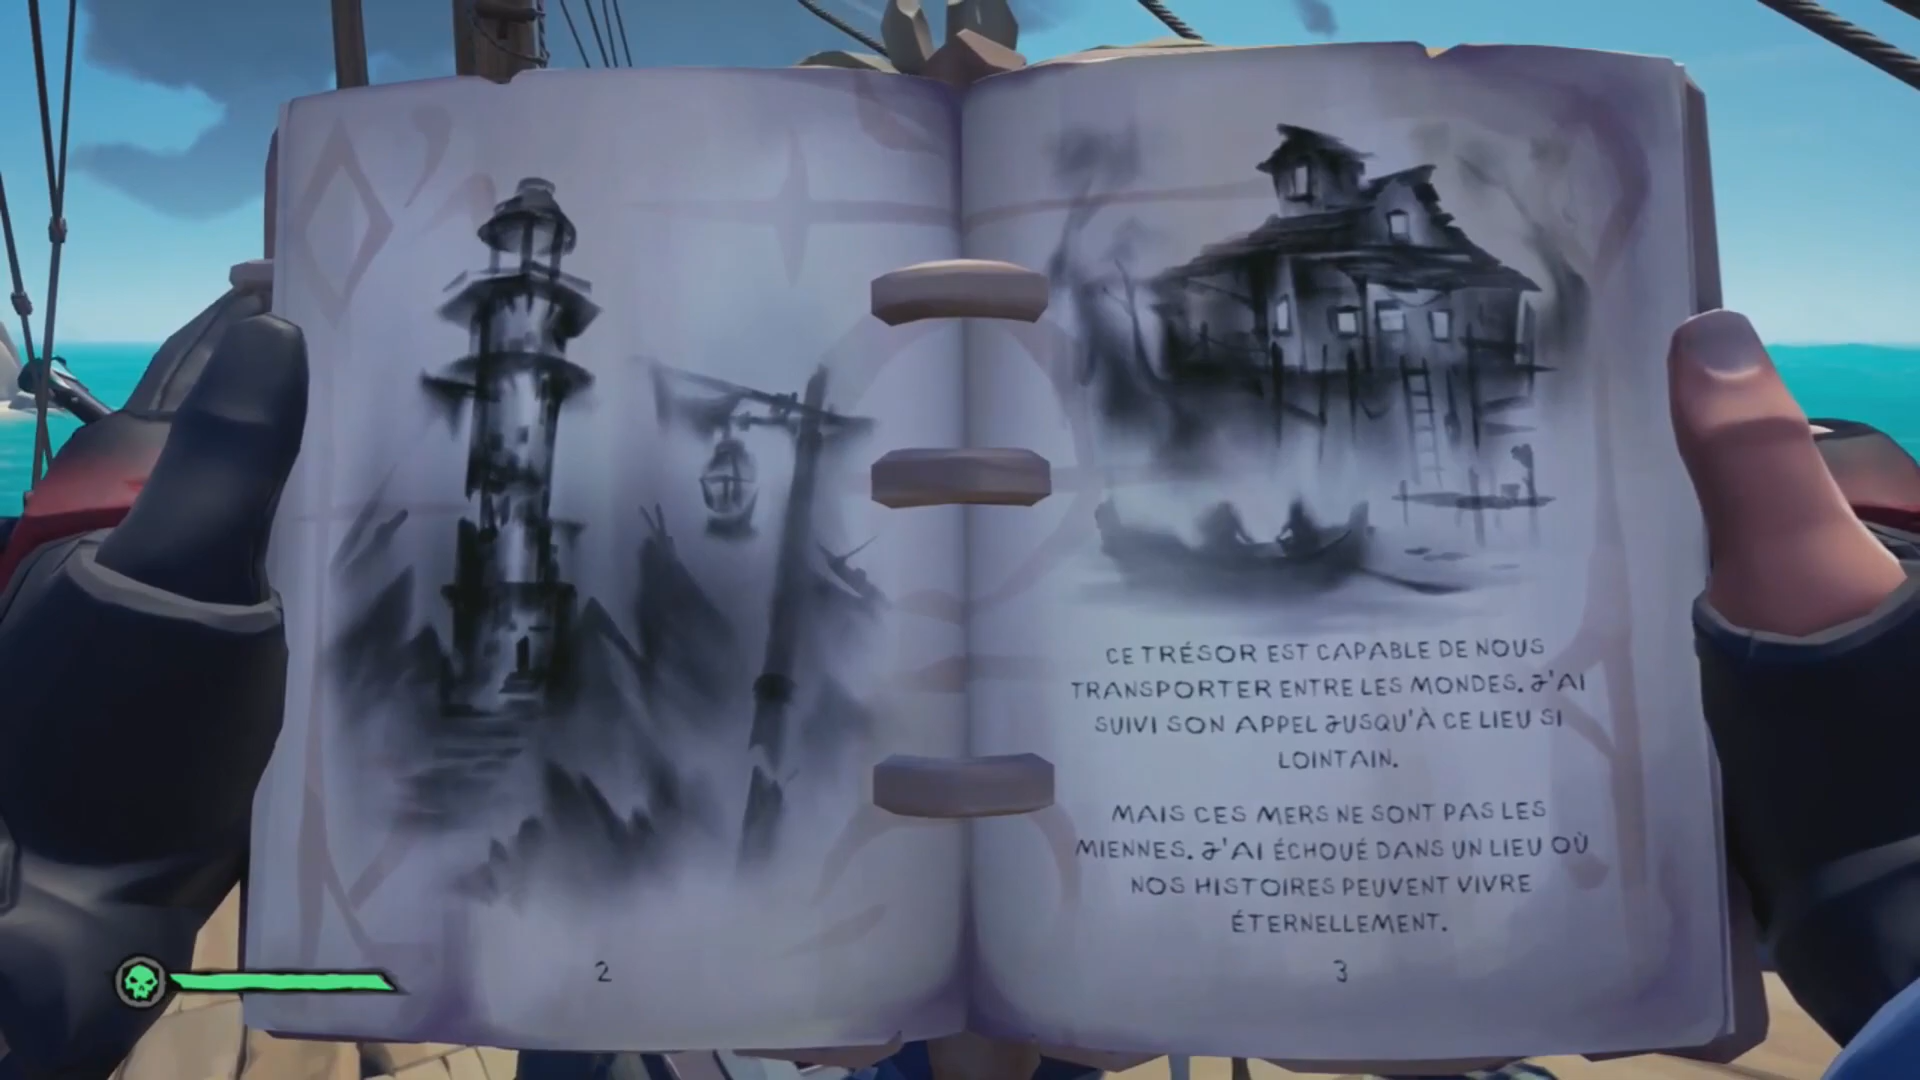 CE TRÉSOR EST CAPABLE DE NOUS
TRANSPORTER ENTRE LES MONDES. J'AI
SUIVI SON APPEL JUSQU'À CE LIEU SI
LOINTAIN.
MAIS CES MERS NE SONT PAS LES
MIENNES. J'AI ÉCHOUÉ DANS UN LIEU OÙ
NOS HISTOIRES PEUVENT VIVRE
ÉTERNELLEMENT.
2
3